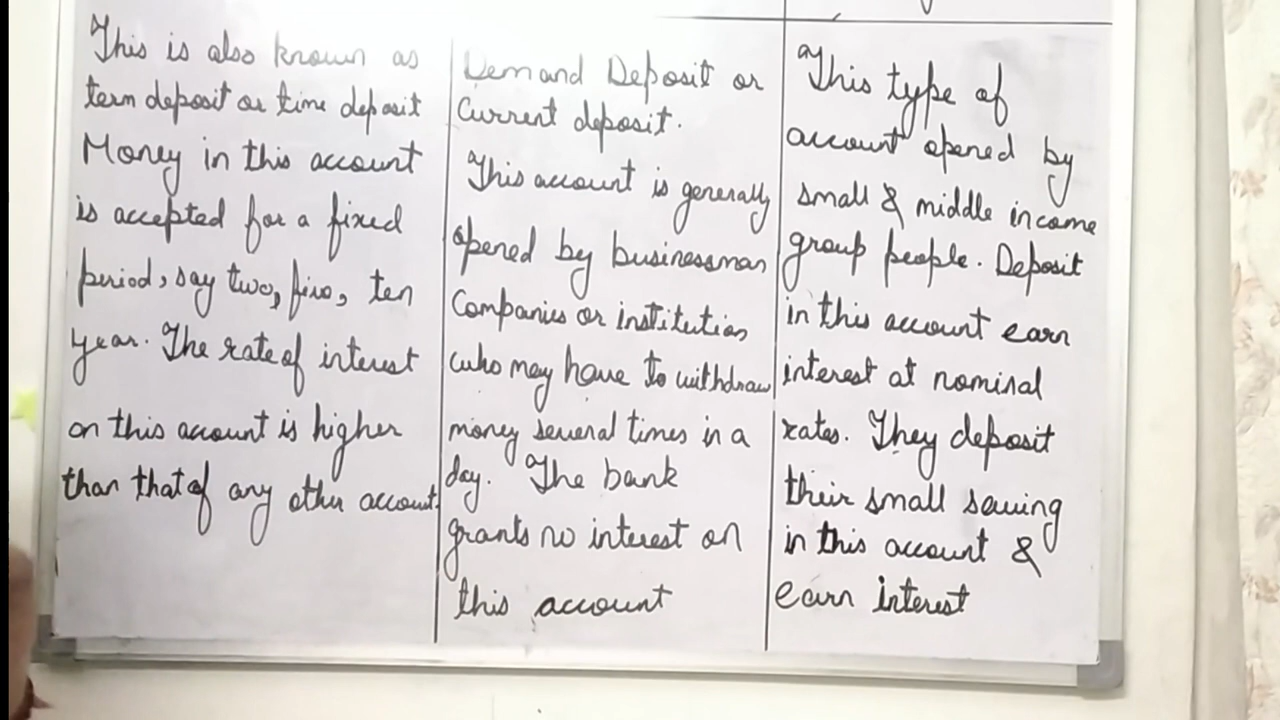 This is also known as
term deposit or time deposit
Money in this account
is accepted for a fixed
period, say two, five, ten
year. The rate of interest
on this account is higher
than that of any other account.
Demand Deposit or
Current deposit.
This account is generally
opened by businessman
Companies or institution,
who may have to withdraw
money several times in a
day. The bank
grants no interest on
this account
This type of
account opened by
small & middle income
group people. Deposit
in this account earn
interest at nominal
rates. They deposit
their small saving
in this account &
earn interest